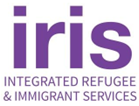 iris
INTEGRATED REFUGEE
& IMMIGRANT SERVICES